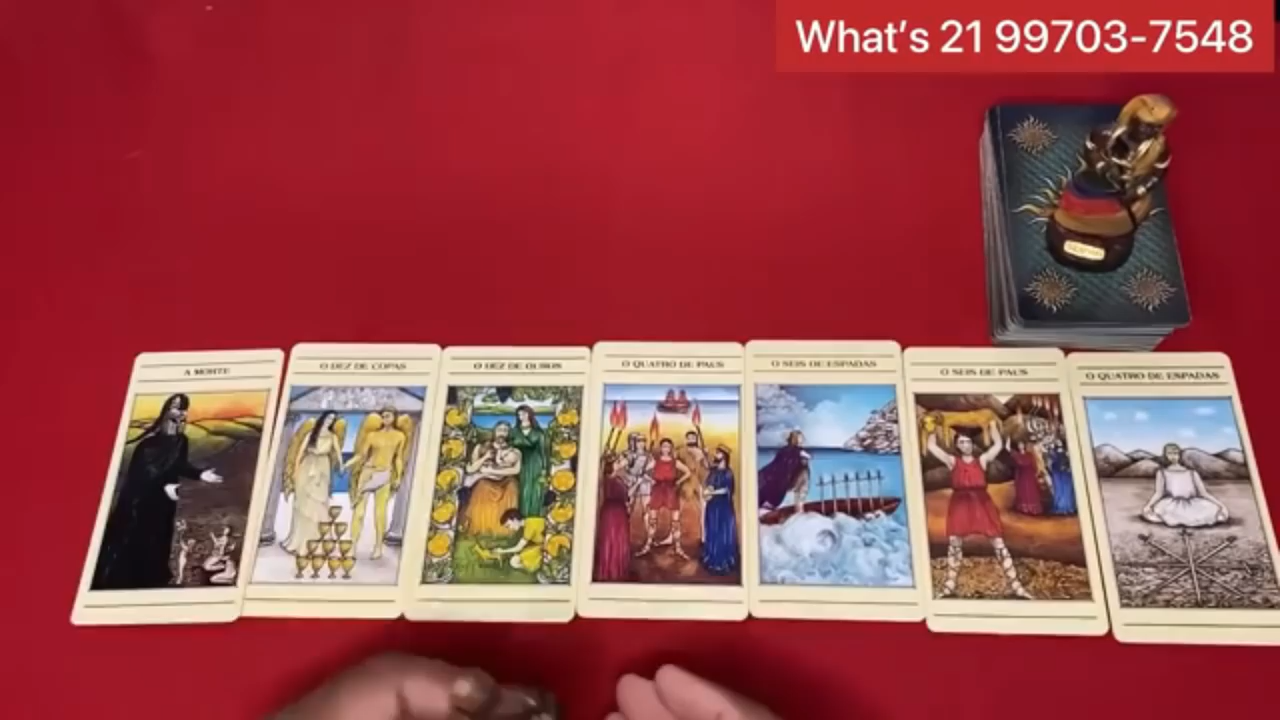 What's 21 99703-7548
A MORTE
O DEZ DE COPAS
O DEZ DE OUROS
O QUATRO DE PAUS
O SEIS DE ESPADAS
O SEIS DE PAUS
O QUATRO DE ESPADAS